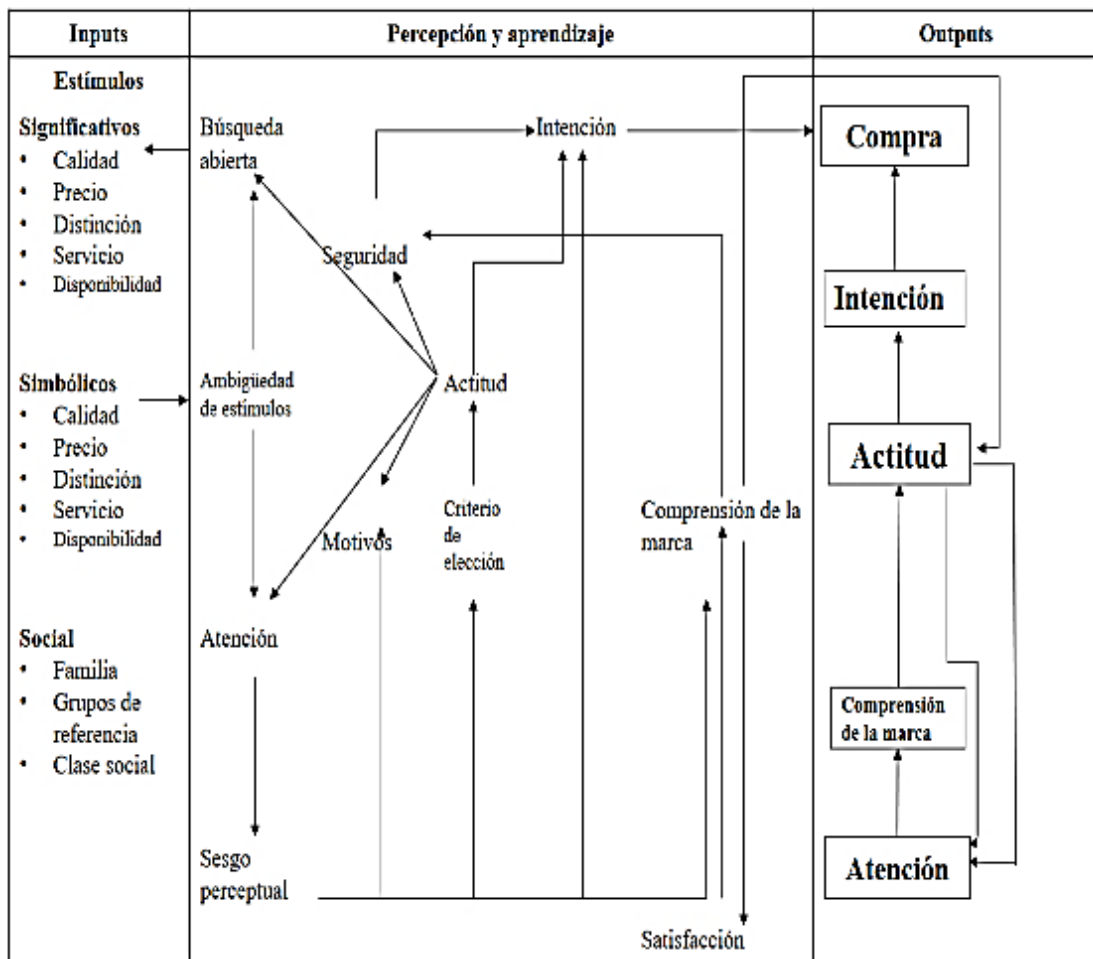 Inputs
Percepción y aprendizaje
Outputs
Estímulos
Significativos
• Calidad
• Precio
• Distinción
• Servicio
• Disponibilidad
Simbólicos
• Calidad
• Precio
• Distinción
• Servicio
• Disponibilidad
Social
• Familia
• Grupos de
referencia
• Clase social
Búsqueda
abierta
Intención
Seguridad
Ambigüedad
de estímulos
Actitud
Motivos
Criterio
de
elección
Comprensión de la
marca
Atención
Sesgo
perceptual
Satisfacción
Compra
Intención
Actitud
Comprensión
de la marca
Atención